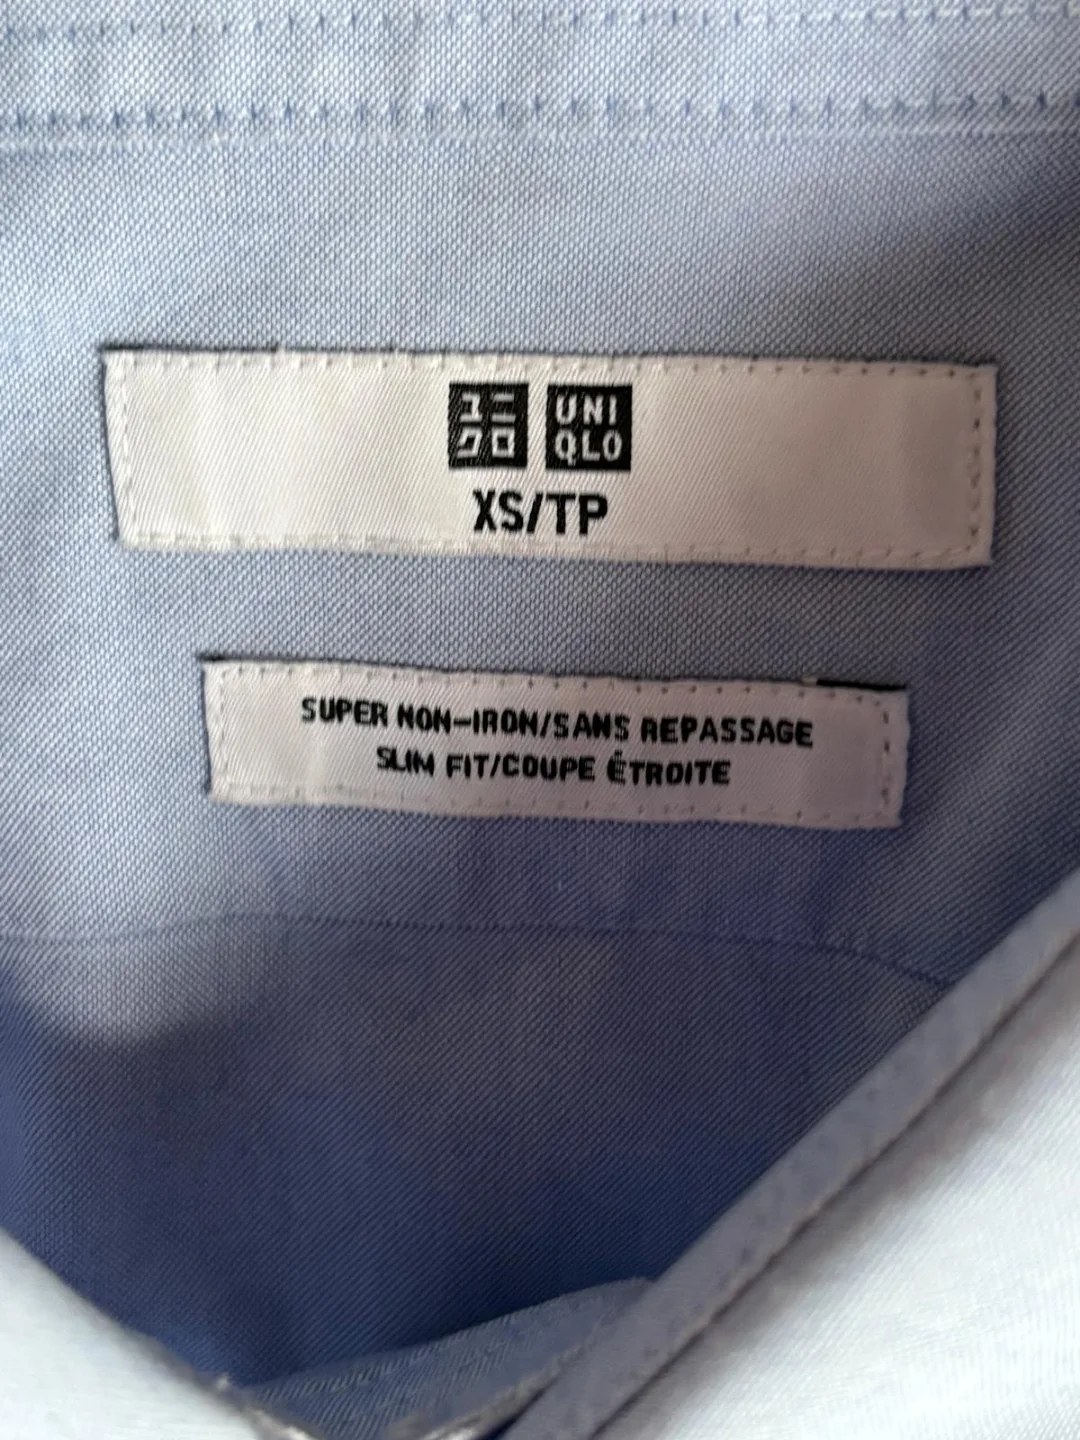 ユニ UNI
クロ QLO
XS/TP
SUPER NON-IRON/SANS REPASSAGE
SLIM FIT/COUPE ÉTROITE